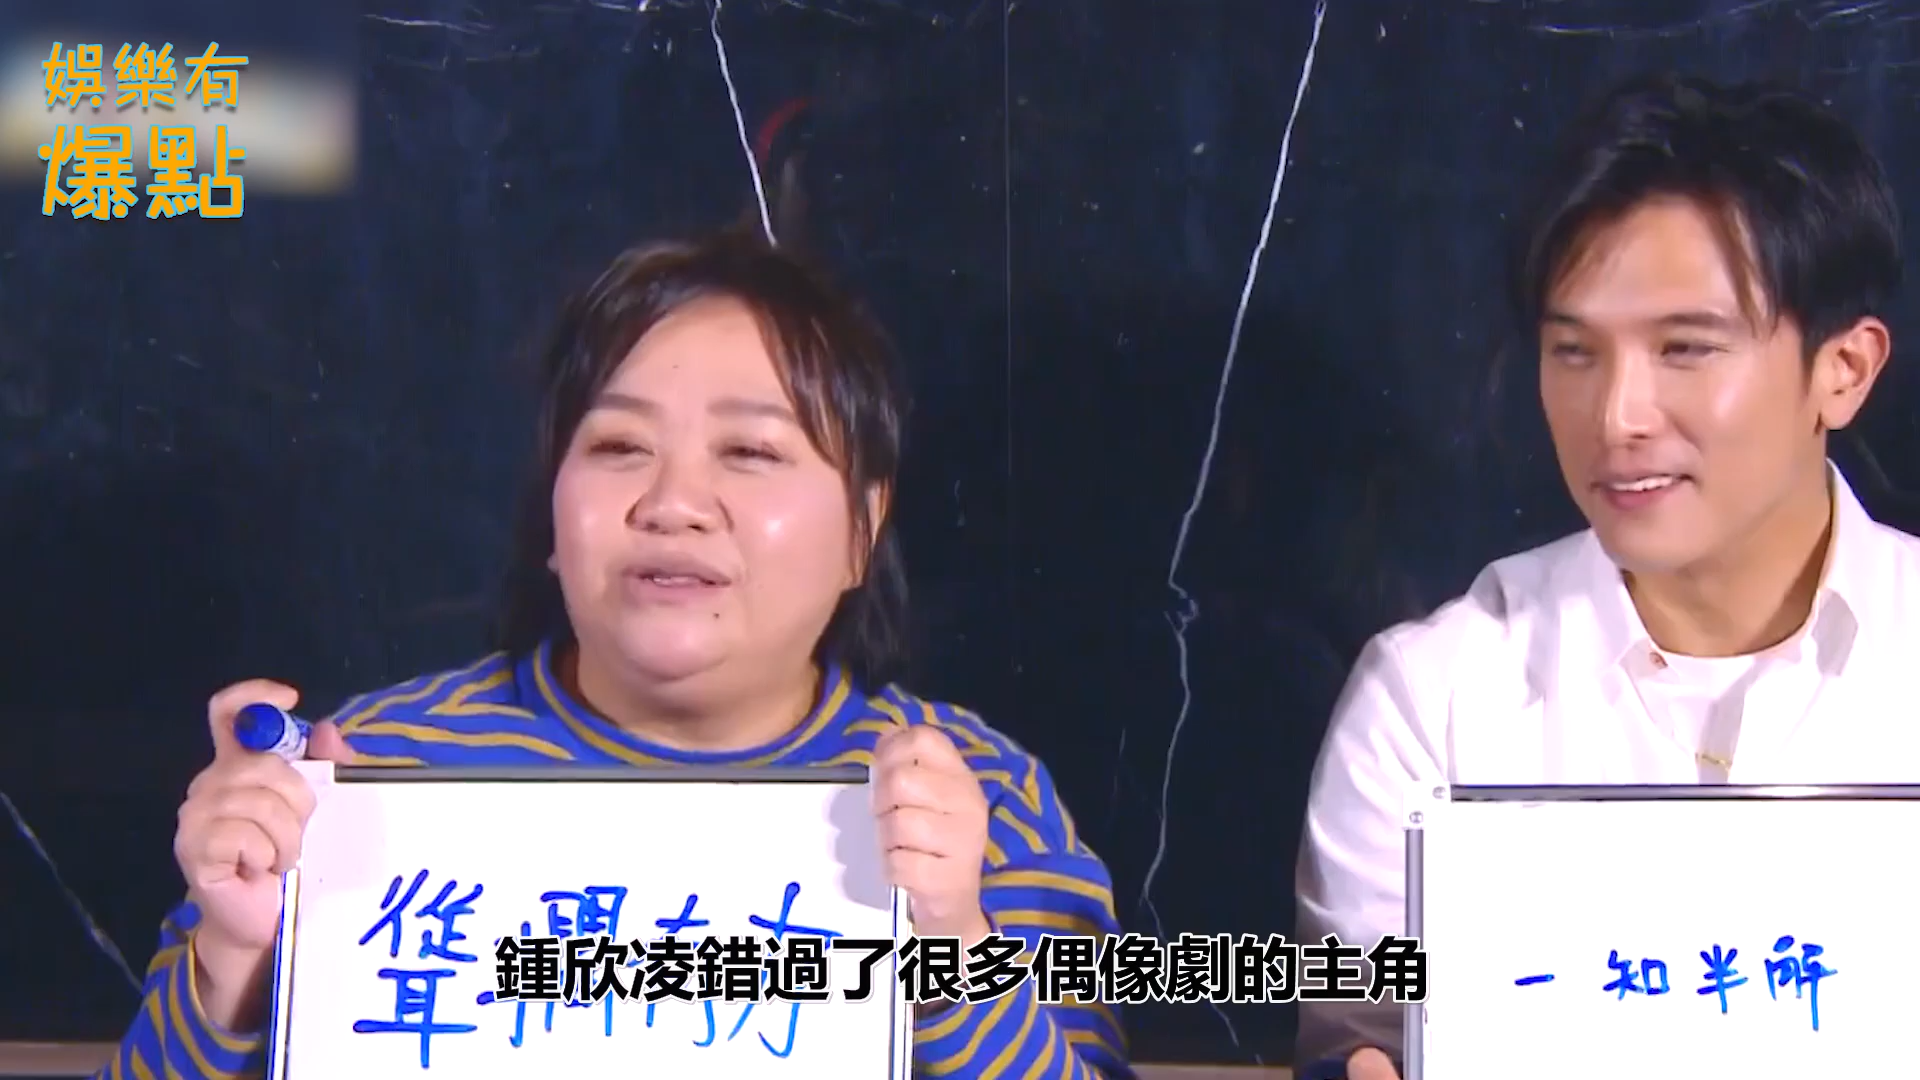 娛樂有
爆點
鍾欣凌錯過了很多偶像劇的主角
一知半解